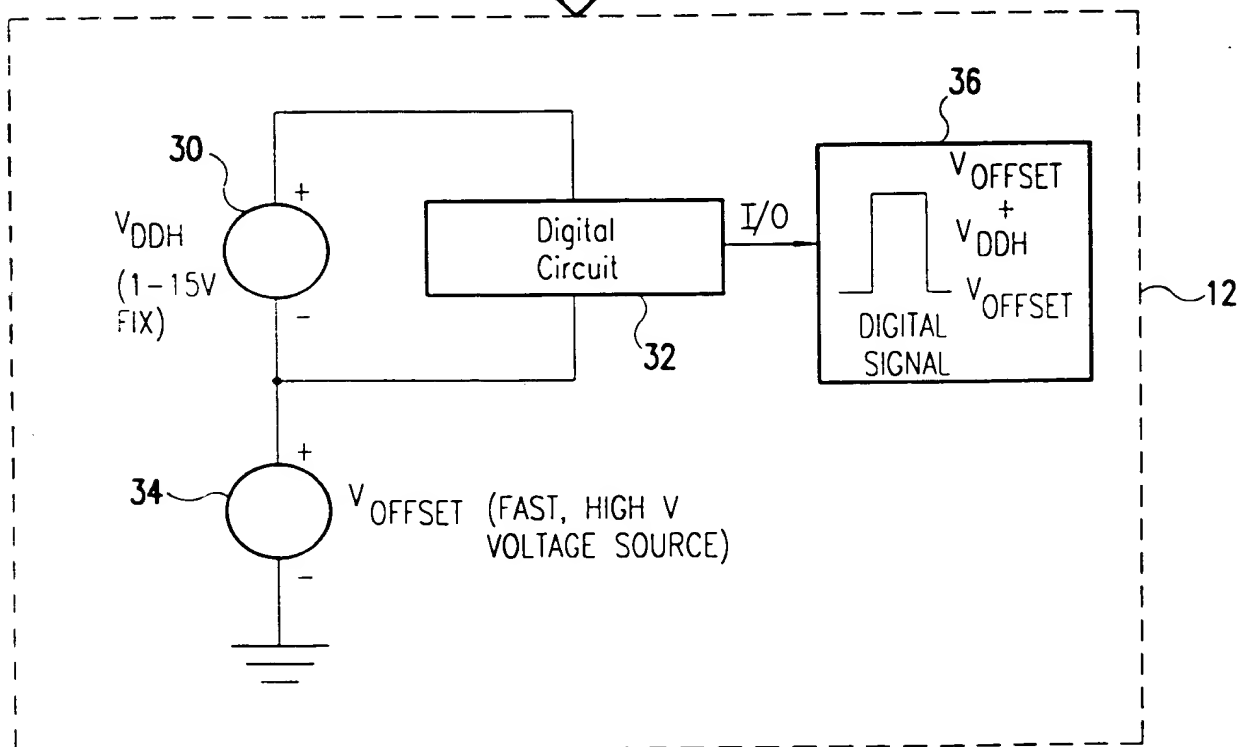 36
30
+
V DDH
(1-15V
FIX)
-
Digital
Circuit
32
I/O
V OFFSET
+
V DDH
V OFFSET
DIGITAL
SIGNAL
12
+
34
V OFFSET (FAST, HIGH V
VOLTAGE SOURCE)
-